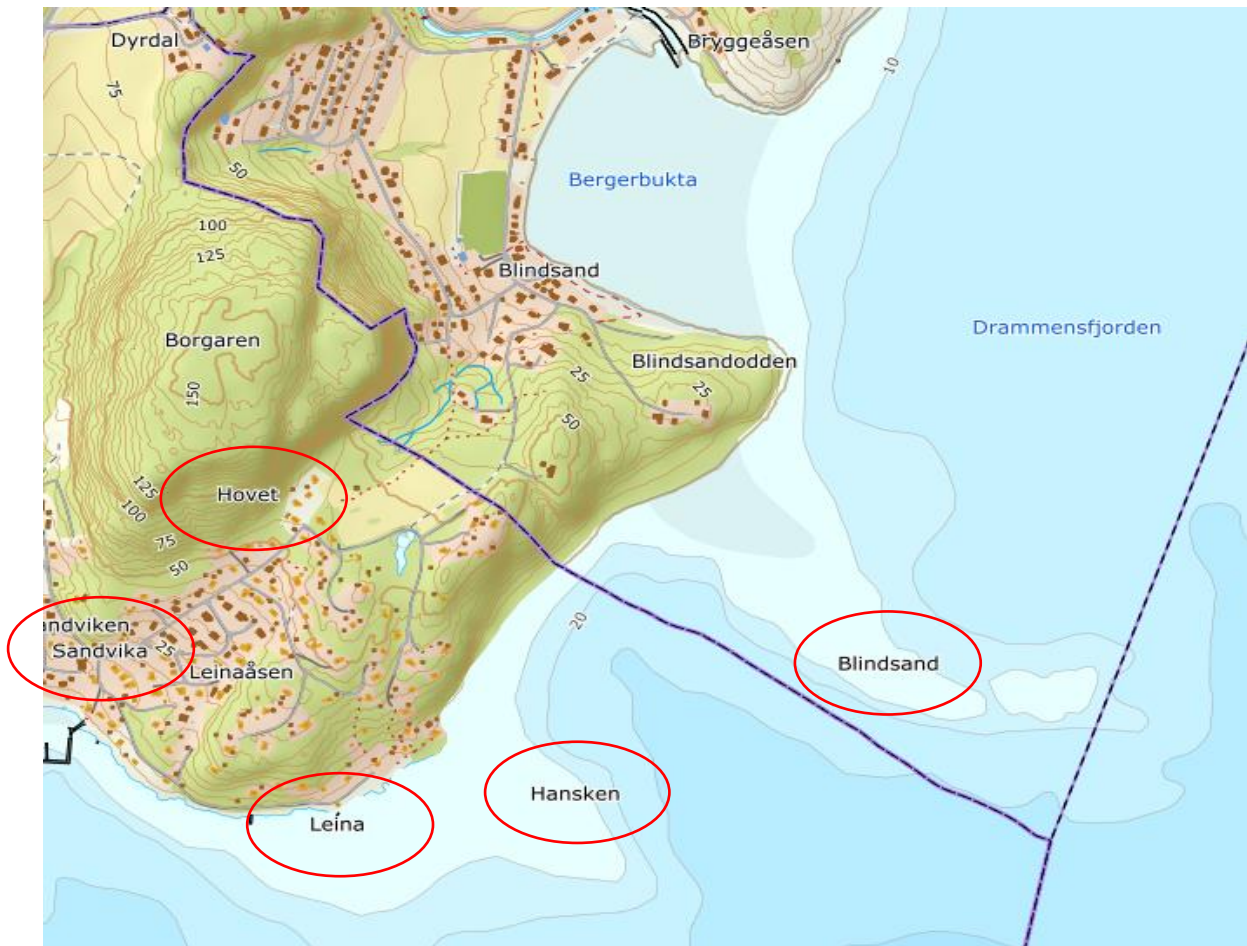 Dyrdal
Bryggeåsen
10
75
50
Bergerbukta
100
125
Blindsand
Drammensfjorden
Borgaren
Blindsandodden
25
25
150
50
Hovet
125
100
75
50
20
andviken
Sandvika
25
Leinaåsen
Blindsand
Hansken
Leina